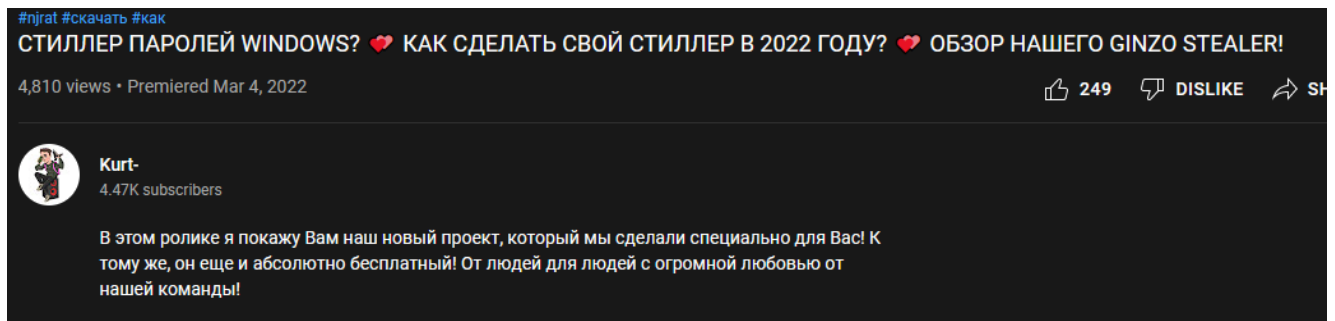 #njrat #скачать #как
СТИЛЛЕР ПАРОЛЕЙ WINDOWS? 💕 КАК СДЕЛАТЬ СВОЙ СТИЛЛЕР В 2022 ГОДУ? 💕 ОБЗОР НАШЕГО GINZO STEALER!
4,810 views • Premiered Mar 4, 2022
249 DISLIKE SH
Kurt-
4.47K subscribers
В этом ролике я покажу Вам наш новый проект, который мы сделали специально для Вас! К
тому же, он еще и абсолютно бесплатный! От людей для людей с огромной любовью от
нашей команды!